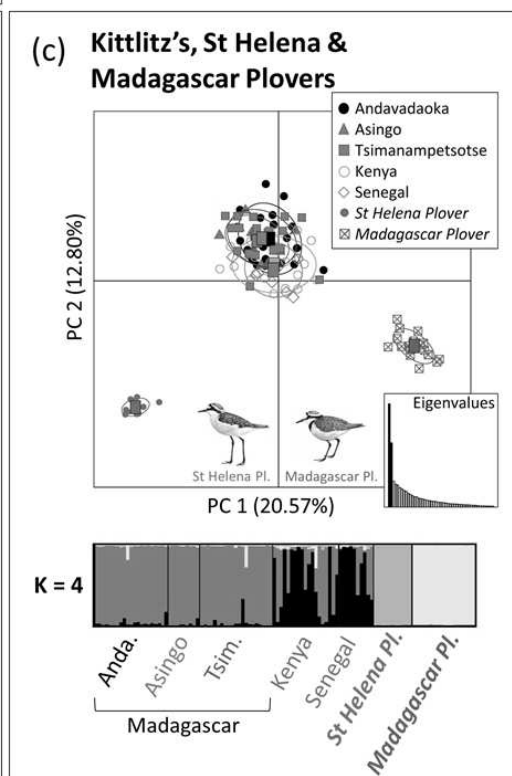 (c) Kittlitz's, St Helena &
Madagascar Plovers
Andavadaoka
Asingo
Tsimanampetsotse
Kenya
Senegal
St Helena Plover
Madagascar Plover
PC 2 (12.80%)
Eigenvalues
St Helena Pl.
Madagascar Pl.
PC 1 (20.57%)
K = 4
Anda.
Asingo
Tsim.
Kenya
Senegal
St Helena Pl.
Madagascar Pl.
Madagascar